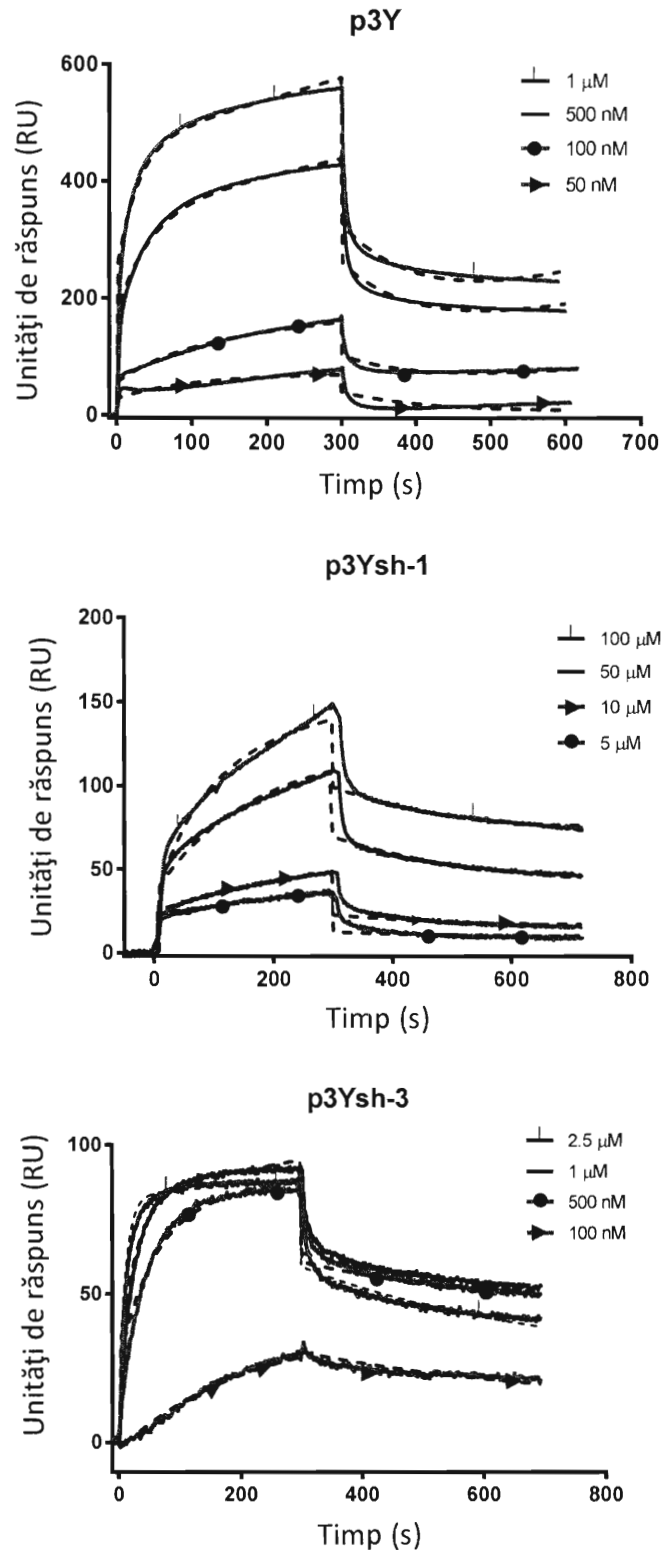 p3Y
Unități de răspuns (RU)
600
400
200
0
0
100
200
300
400
500
600
700
Timp (s)
1 μM
500 nM
100 nM
50 nM
p3Ysh-1
Unități de răspuns (RU)
200
150
100
50
0
0
200
400
600
800
Timp (s)
100 μM
50 μM
10 μM
5 μM
p3Ysh-3
Unități de răspuns (RU)
100
50
0
0
200
400
600
800
Timp (s)
2.5 μM
1 μM
500 nM
100 nM